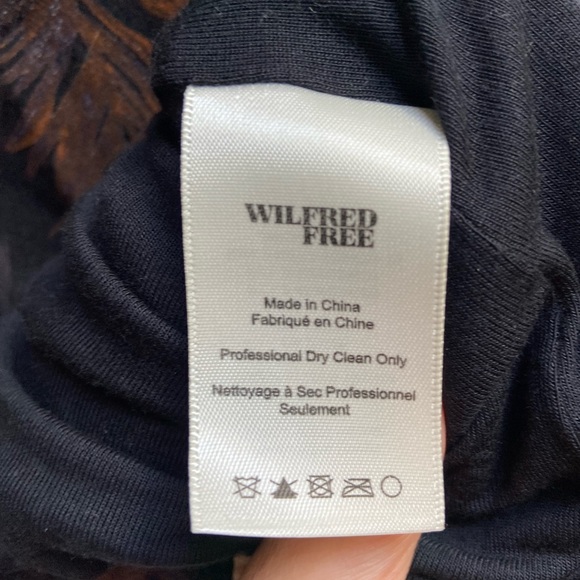 WILFRED
FREE
Made in China
Fabriqué en Chine
Professional Dry Clean Only
Nettoyage à Sec Professionnel
Seulement